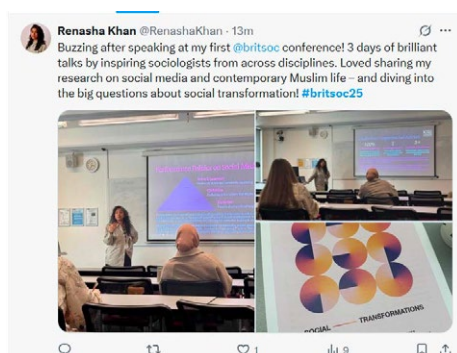 Renasha Khan @RenashaKhan · 13m
Buzzing after speaking at my first @britsoc conference! 3 days of brilliant
talks by inspiring sociologists from across disciplines. Loved sharing my
research on social media and contemporary Muslim life – and diving into
the big questions about social transformation! #britsoc25
SOCIAL
TRANSFORMATIONS
1
9